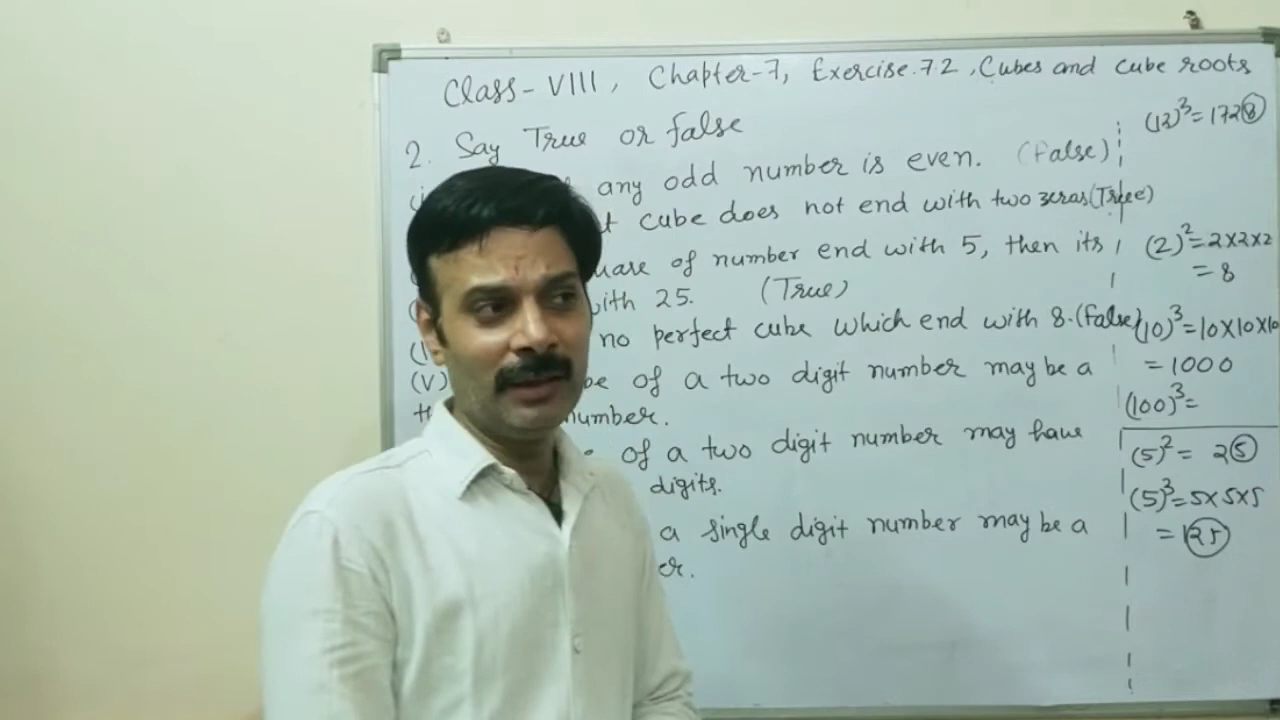 Class-VIII, Chapter-7, Exercise.7.2, Cubes and cube roots
2. Say True or false
any odd number is even. (False)
cube does not end with two zeros (True)
of number end with 5, then its
with 25. (True)
no perfect cube which end with 8. (False)
(V) of a two digit number may be a
number.
of a two digit number may have
digits.
a single digit number may be a
(12)³=1728
(2)²=2x2x2
=8
(10)³=10x10x10
=1000
(100)³=
(5)²= 25
(5)³=5x5x5
=125